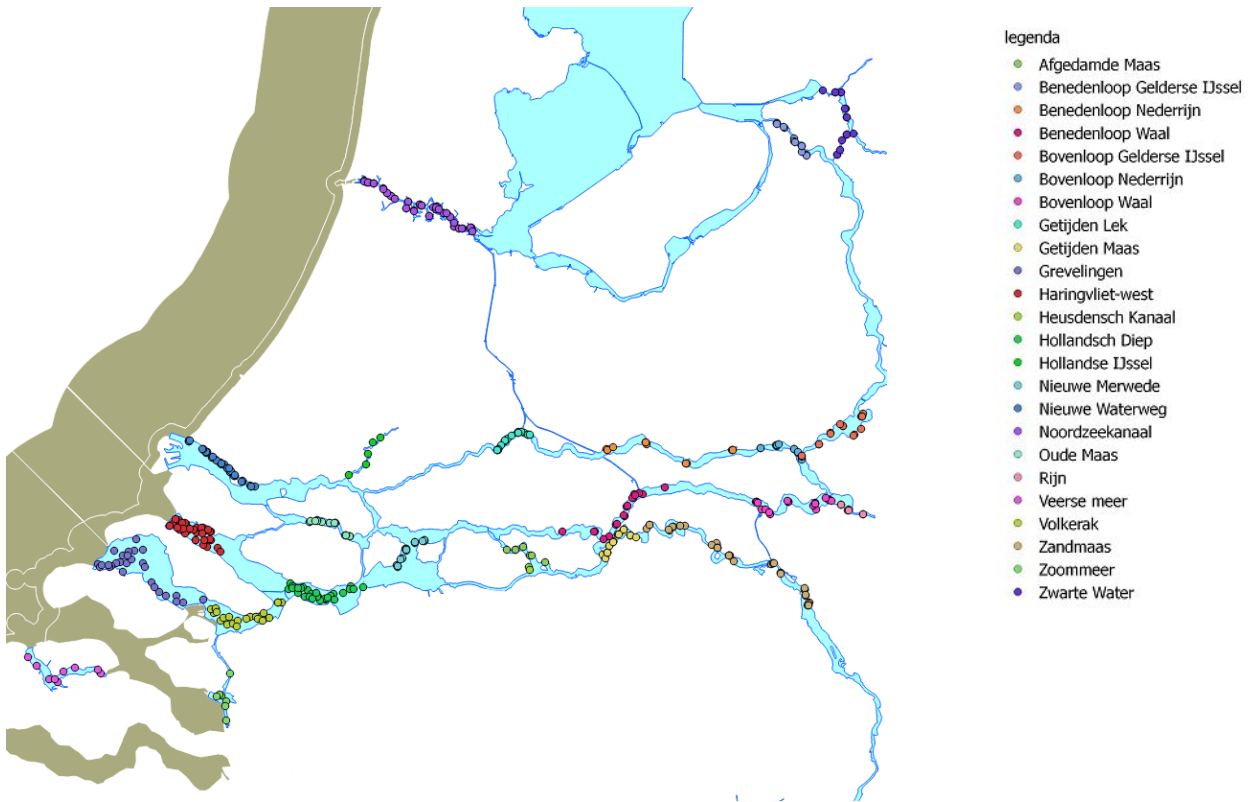 legenda
Afgedamde Maas
Benedenloop Gelderse IJssel
Benedenloop Nederrijn
Benedenloop Waal
Bovenloop Gelderse IJssel
Bovenloop Nederrijn
Bovenloop Waal
Getijden Lek
Getijden Maas
Grevelingen
Haringvliet-west
Heusdensch Kanaal
Hollandsch Diep
Hollandse IJssel
Nieuwe Merwede
Nieuwe Waterweg
Noordzeekanaal
Oude Maas
Rijn
Veerse meer
Volkerak
Zandmaas
Zoommeer
Zwarte Water